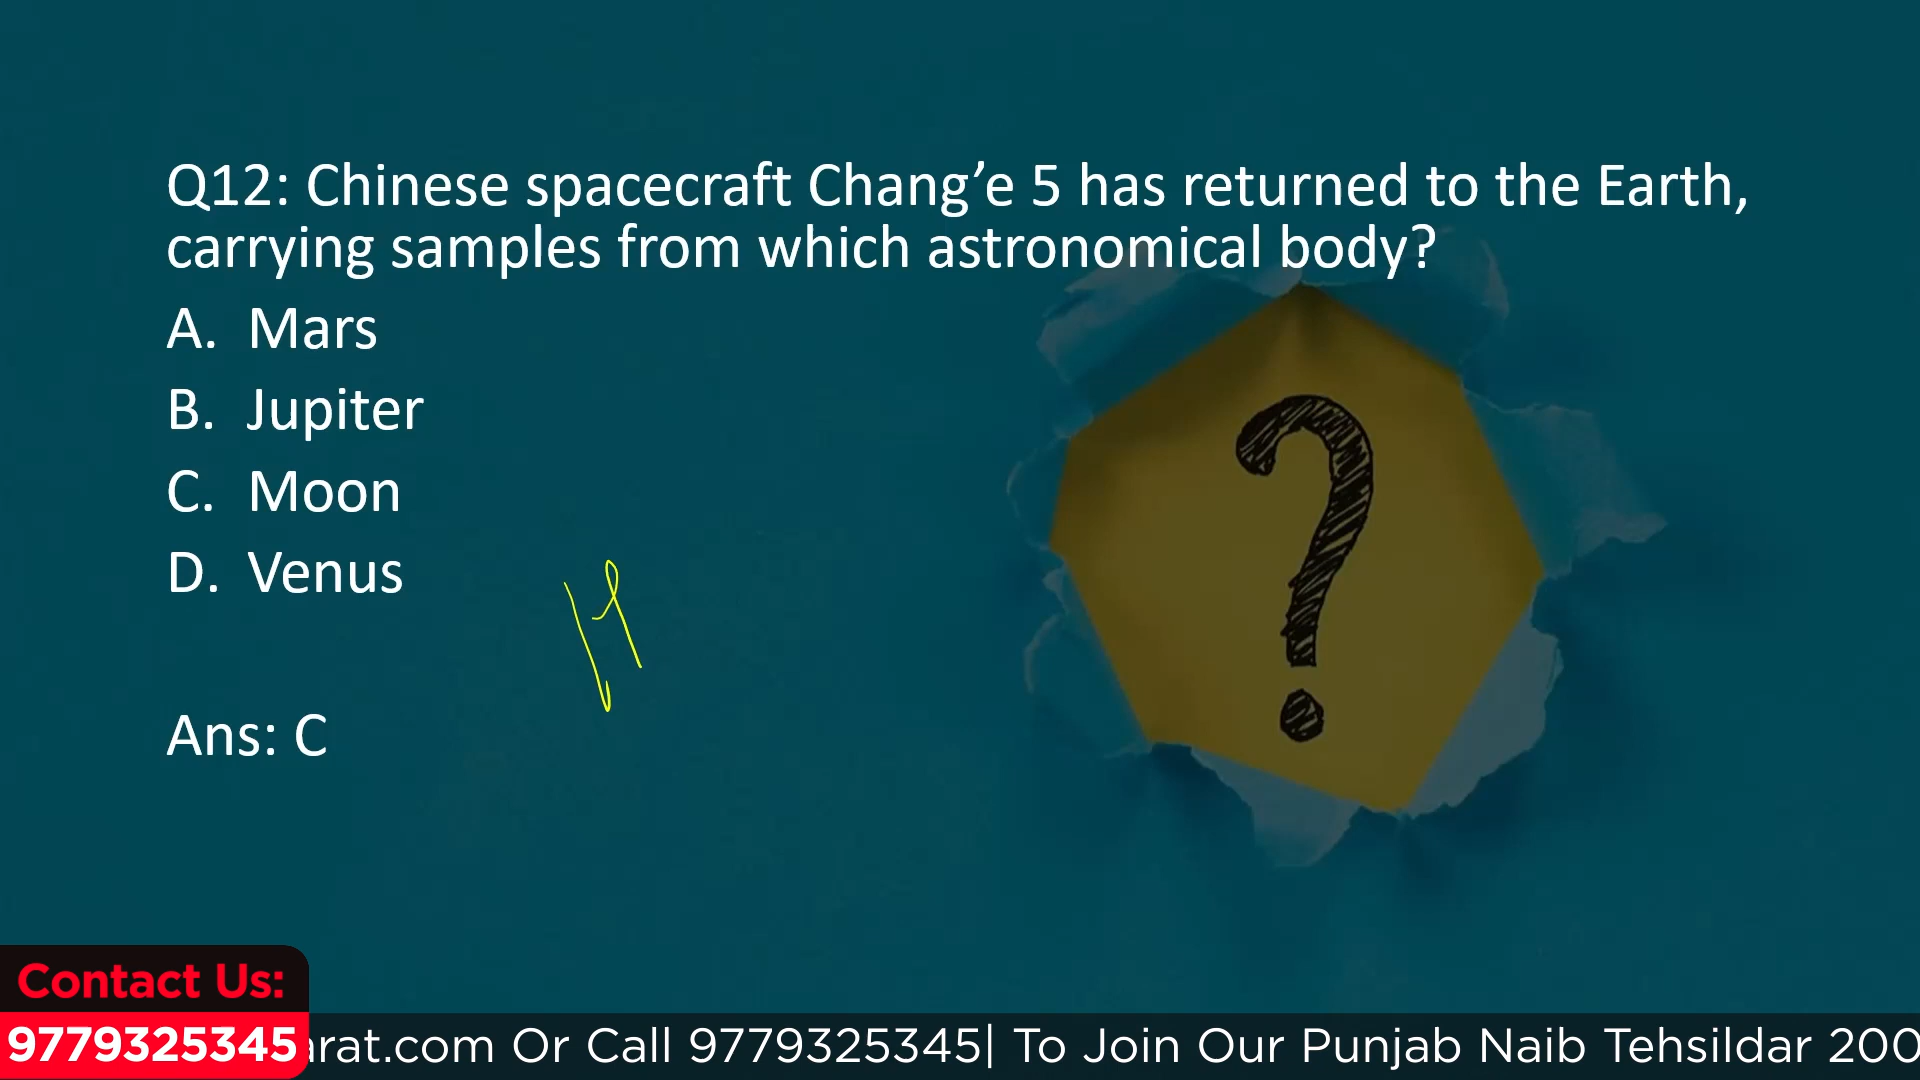 Q12: Chinese spacecraft Chang’e 5 has returned to the Earth,
carrying samples from which astronomical body?
A. Mars
B. Jupiter
C. Moon
D. Venus
Ans: C
Contact Us:
9779325345
arat.com Or Call 9779325345| To Join Our Punjab Naib Tehsildar 200